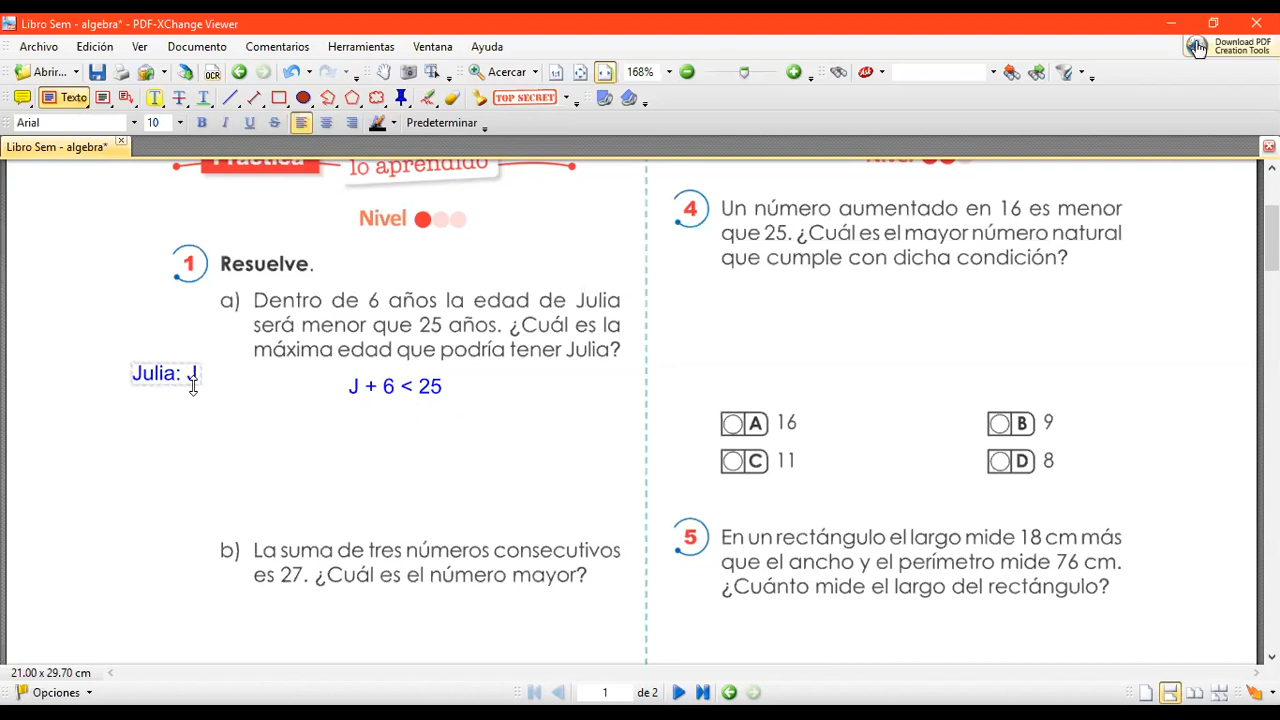 Libro Sem - algebra* - PDF-XChange Viewer
Archivo Edición Ver Documento Comentarios Herramientas Ventana Ayuda
Download PDF
Creation Tools
Abrir... OCR Acercar 168%
Texto TOP SECRET
Arial 10 B I U S Predeterminar
Libro Sem - algebra*
Practica
lo aprendido
Nivel
1 Resuelve.
a) Dentro de 6 años la edad de Julia
será menor que 25 años. ¿Cuál es la
máxima edad que podría tener Julia?
Julia: J
J + 6 < 25
b) La suma de tres números consecutivos
es 27. ¿Cuál es el número mayor?
Nivel
4 Un número aumentado en 16 es menor
que 25. ¿Cuál es el mayor número natural
que cumple con dicha condición?
A 16
B 9
C 11
D 8
5 En un rectángulo el largo mide 18 cm más
que el ancho y el perímetro mide 76 cm.
¿Cuánto mide el largo del rectángulo?
21.00 x 29.70 cm
Opciones 1 de 2